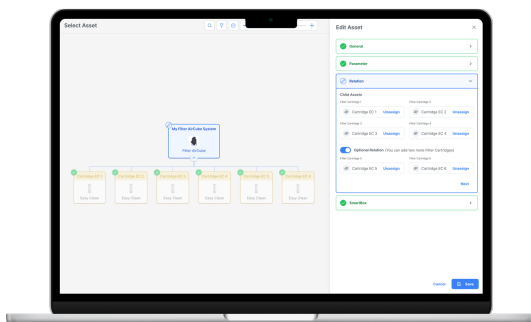 Select Asset
Edit Asset
General
Parameter
Relation
Child Assets
Filter Cartridge 1
Filter Cartridge 2
Cartridge EC 1 Unassign
Cartridge EC 2 Unassign
Filter Cartridge 3
Filter Cartridge 4
Cartridge EC 3 Unassign
Cartridge EC 4 Unassign
Optional Relation (You can add two more Filter Cartridges)
Filter Cartridge 5
Filter Cartridge 6
Cartridge EC 5 Unassign
Cartridge EC 6 Unassign
Next
SmartBox
Cancel
Save
My Filter AirCube System
Filter AirCube
Cartridge EC 1
Cartridge EC 2
Cartridge EC 3
Cartridge EC 4
Cartridge EC 5
Cartridge EC 6
Easy Clean
Easy Clean
Easy Clean
Easy Clean
Easy Clean
Easy Clean